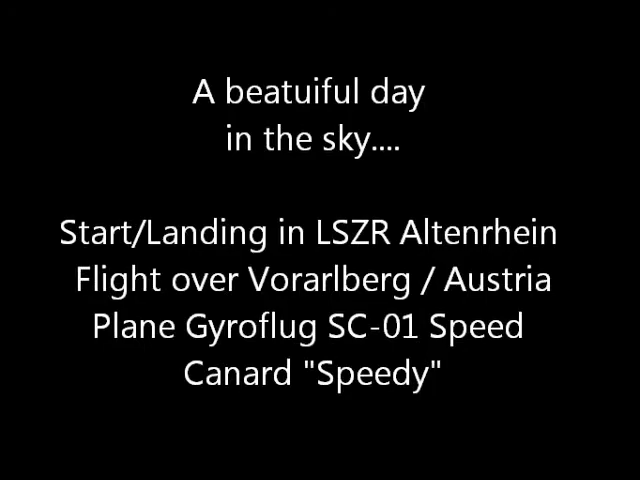 A beatuiful day
in the sky....
Start/Landing in LSZR Altenrhein
Flight over Vorarlberg / Austria
Plane Gyroflug SC-01 Speed
Canard "Speedy"